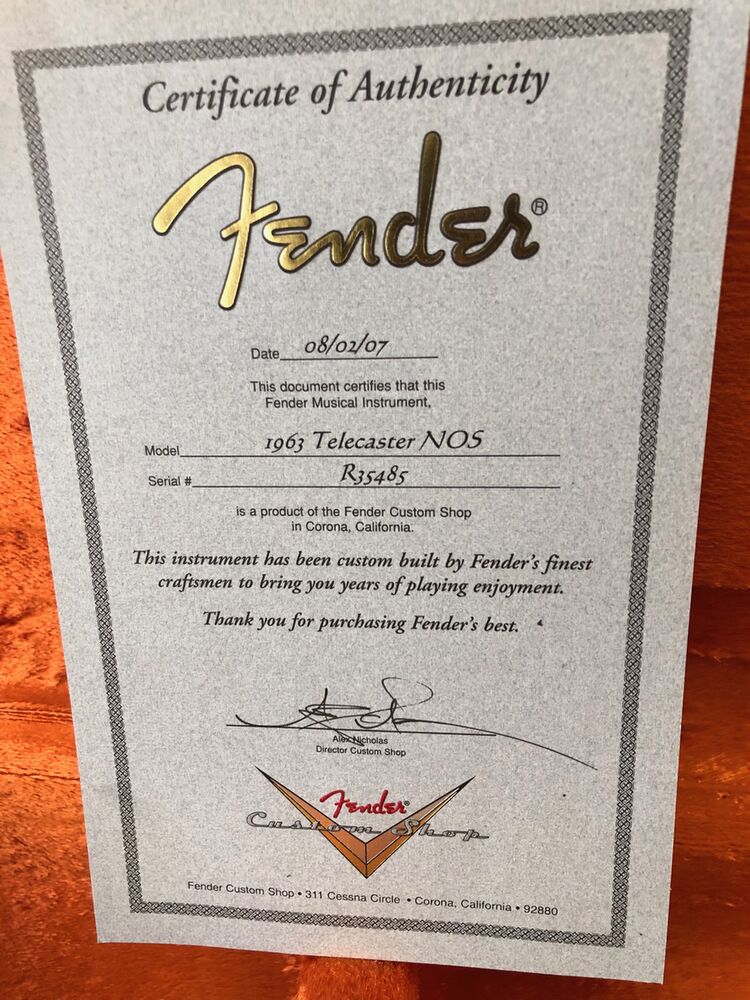 Certificate of Authenticity
Fender®
Date 08/02/07
This document certifies that this
Fender Musical Instrument,
Model 1963 Telecaster NOS
Serial # R35485
is a product of the Fender Custom Shop
in Corona, California.
This instrument has been custom built by Fender's finest
craftsmen to bring you years of playing enjoyment.
Thank you for purchasing Fender's best.
Alex Nicholas
Director Custom Shop
Fender®
Custom Shop
Fender Custom Shop • 311 Cessna Circle • Corona, California • 92880